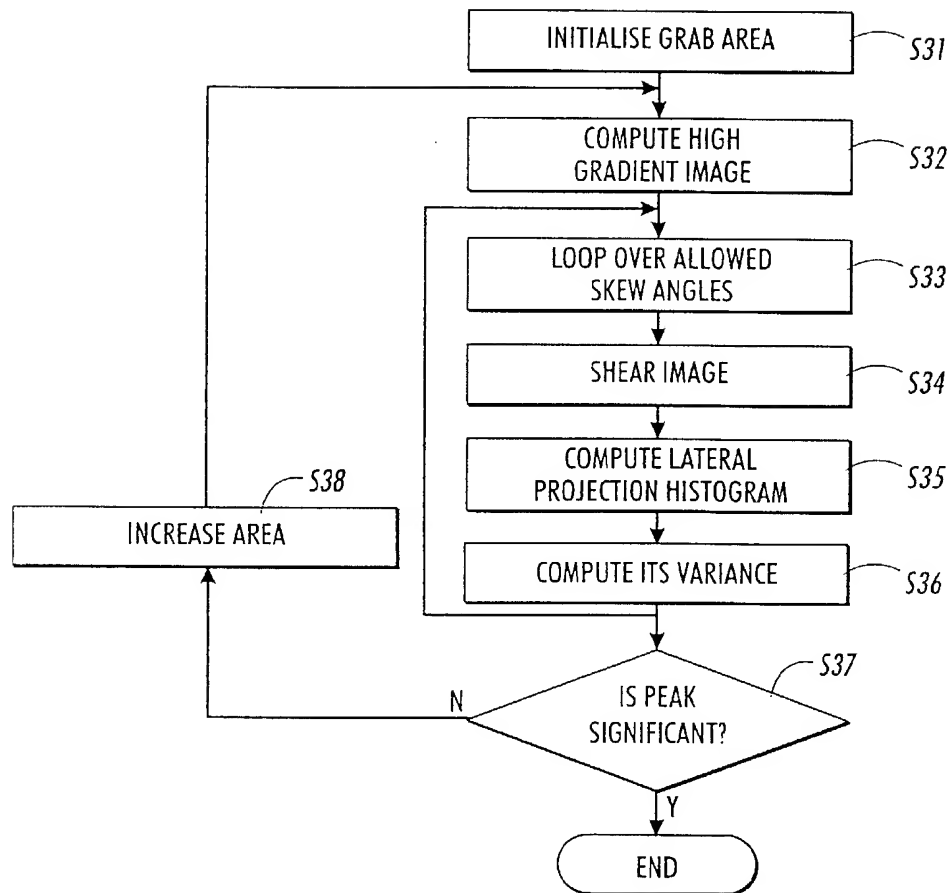 INITIALISE GRAB AREA
S31
COMPUTE HIGH
GRADIENT IMAGE
S32
LOOP OVER ALLOWED
SKEW ANGLES
S33
SHEAR IMAGE
S34
COMPUTE LATERAL
PROJECTION HISTOGRAM
S35
S38
INCREASE AREA
COMPUTE ITS VARIANCE
S36
S37
N
IS PEAK
SIGNIFICANT?
Y
END